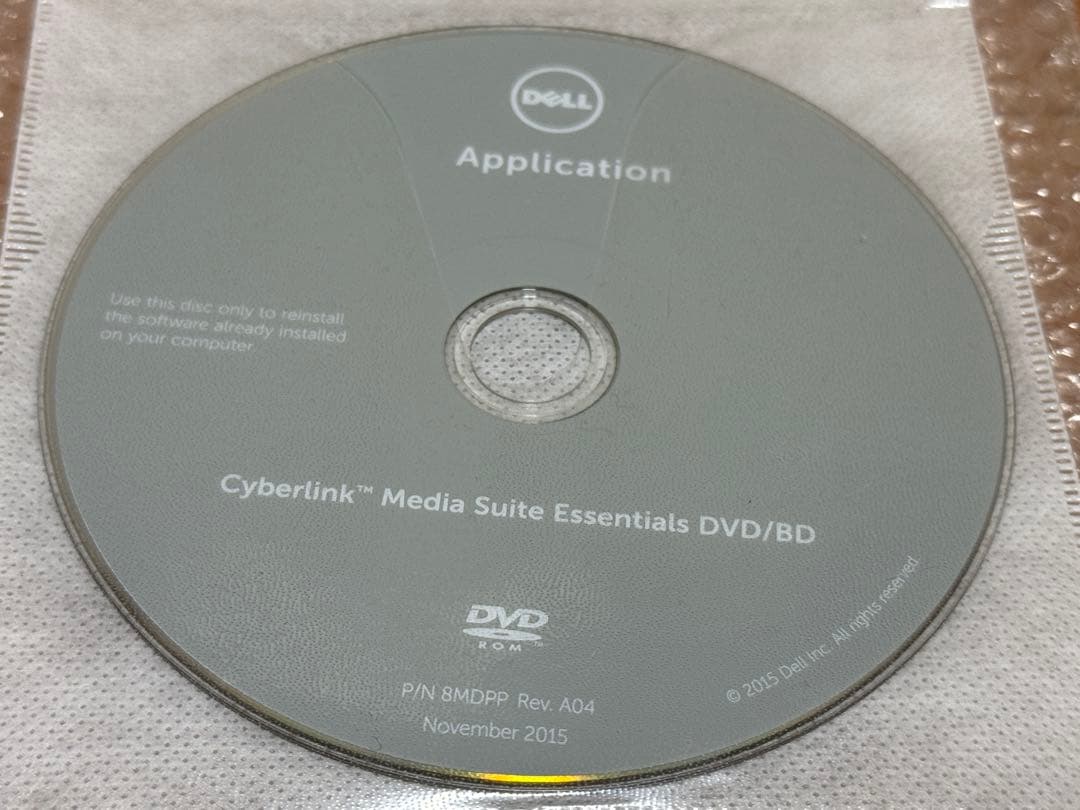 DELL
Application
Use this disc only to reinstall
the software already installed
on your computer.
Cyberlink™ Media Suite Essentials DVD/BD
DVD
ROM™
P/N 8MDPP Rev. A04
November 2015
© 2015 Dell Inc. All rights reserved.